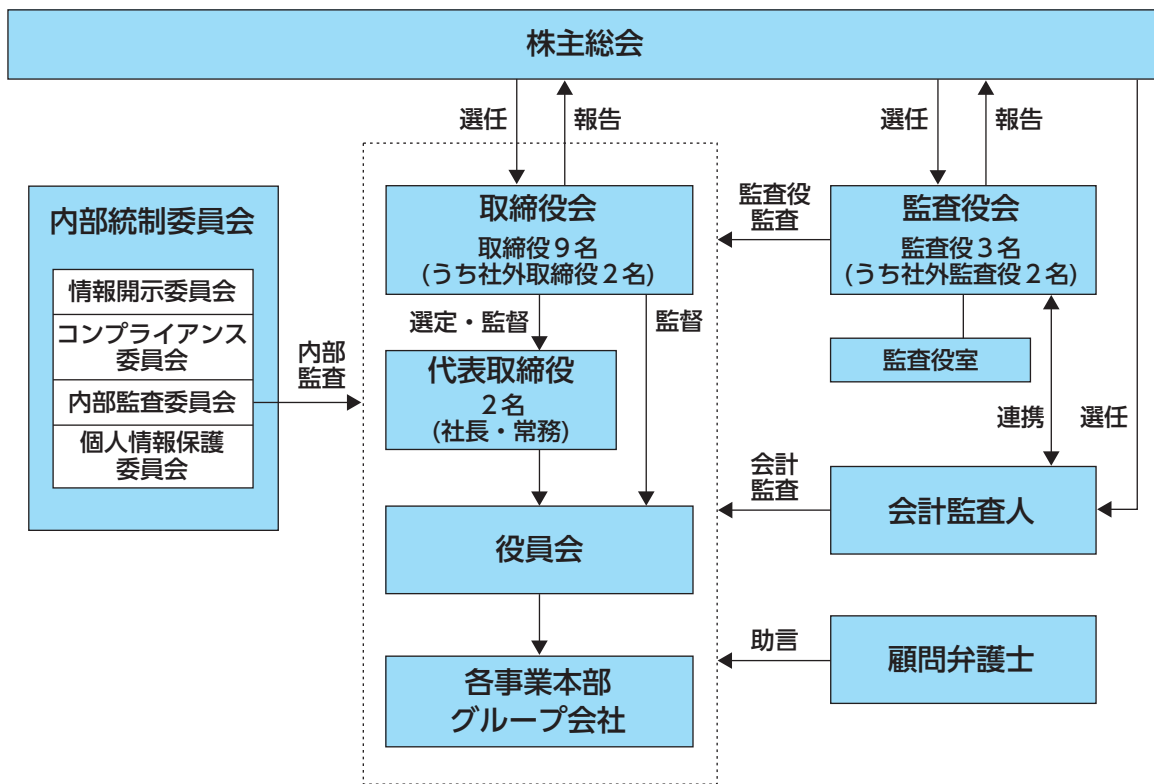 株主総会
選任
報告
選任
報告
内部統制委員会
情報開示委員会
コンプライアンス
委員会
内部監査委員会
個人情報保護
委員会
内部
監査
取締役会
取締役9名
(うち社外取締役2名)
選定・監督
監督
代表取締役
2名
(社長・常務)
役員会
各事業本部
グループ会社
監査役
監査
監査役会
監査役3名
(うち社外監査役2名)
監査役室
連携
選任
会計
監査
会計監査人
助言
顧問弁護士